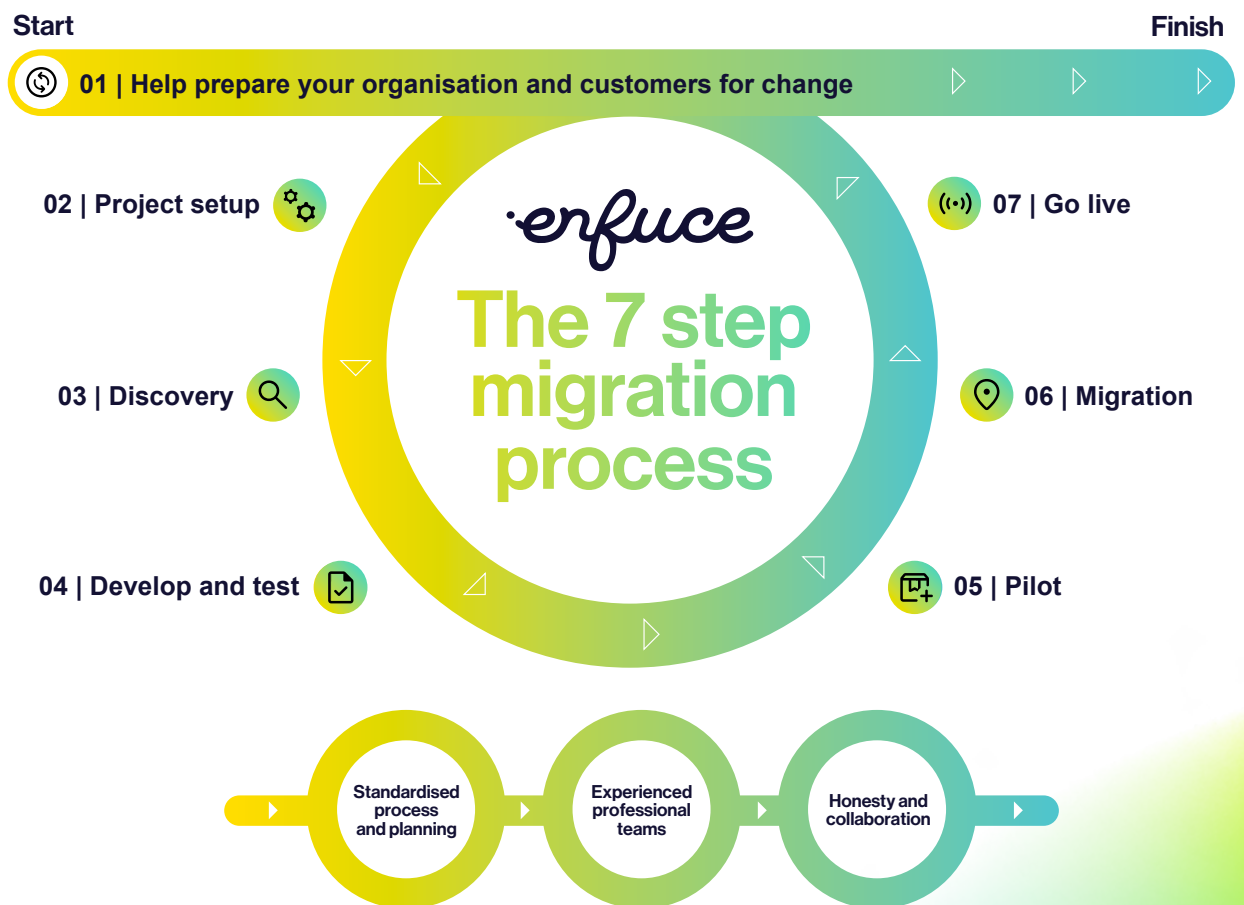 Start
Finish
01 | Help prepare your organisation and customers for change
02 | Project setup
07 | Go live
enfuce
The 7 step
migration
process
03 | Discovery
06 | Migration
04 | Develop and test
05 | Pilot
Standardised
process
and planning
Experienced
professional
teams
Honesty and
collaboration